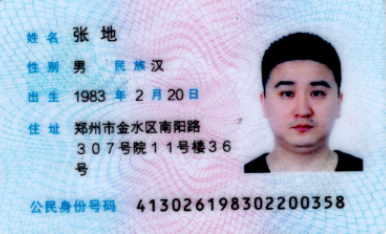 姓名 张地
性别 男 民族 汉
出生 1983 年 2 月 20 日
住址 郑州市金水区南阳路
307号院11号楼36
号
公民身份号码 413026198302200358